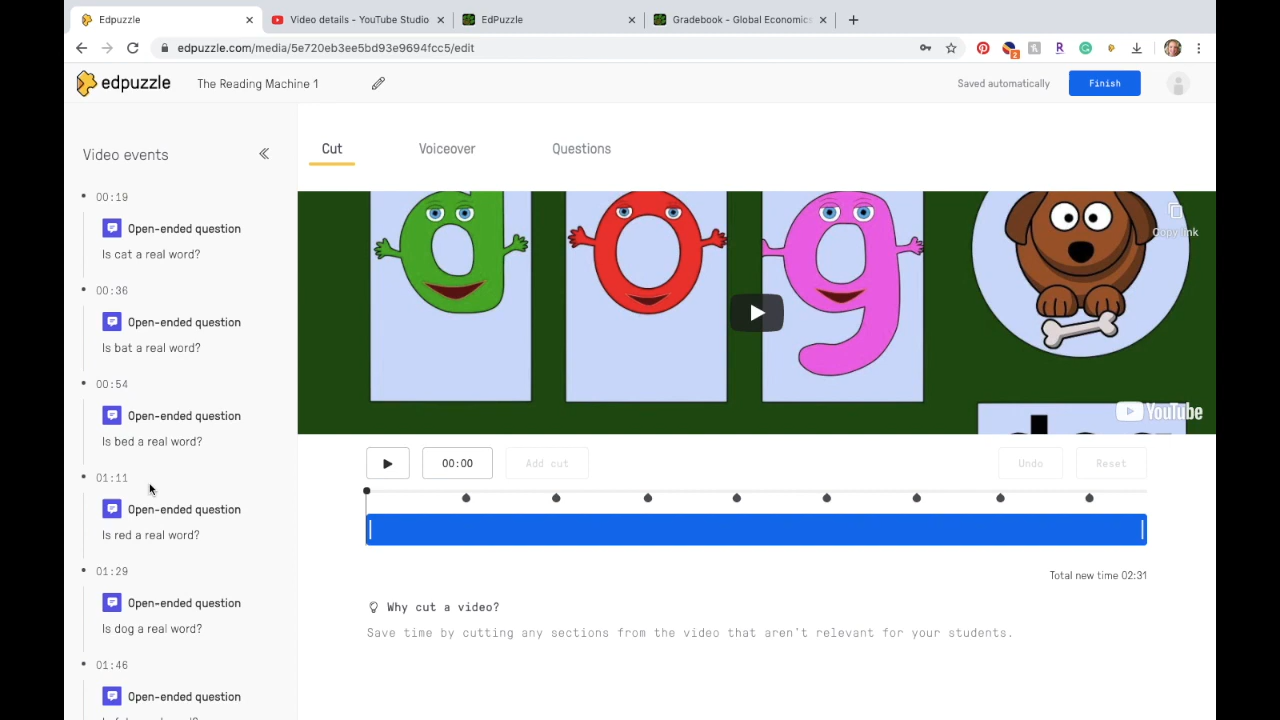 Edpuzzle
Video details - YouTube Studio
EdPuzzle
Gradebook - Global Economics
edpuzzle.com/media/5e720eb3ee5bd93e9694fcc5/edit
2
R
edpuzzle
The Reading Machine 1
Saved automatically
Finish
Video events
Cut
Voiceover
Questions
00:19
Open-ended question
Is cat a real word?
00:36
Open-ended question
Is bat a real word?
00:54
Open-ended question
Is bed a real word?
01:11
Open-ended question
Is red a real word?
01:29
Open-ended question
Is dog a real word?
01:46
Open-ended question
d o g
Copy link
YouTube
00:00
Add cut
Undo
Reset
Total new time 02:31
Why cut a video?
Save time by cutting any sections from the video that aren't relevant for your students.